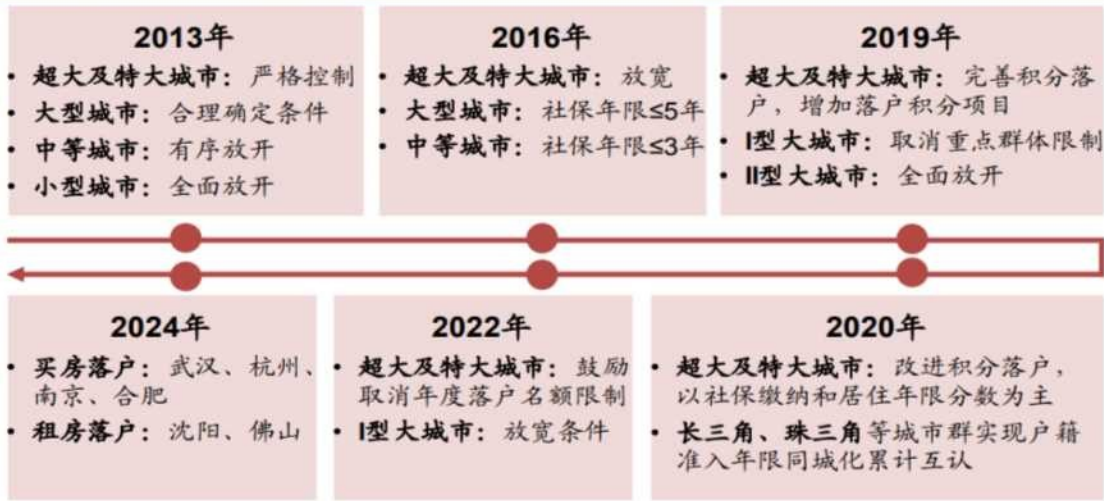 2013年
• 超大及特大城市：严格控制
• 大型城市：合理确定条件
• 中等城市：有序放开
• 小型城市：全面放开
2016年
• 超大及特大城市：放宽
• 大型城市：社保年限≤5年
• 中等城市：社保年限≤3年
2019年
• 超大及特大城市：完善积分落
户，增加落户积分项目
• I型大城市：取消重点群体限制
• II型大城市：全面放开
2024年
• 买房落户：武汉、杭州、
南京、合肥
• 租房落户：沈阳、佛山
2022年
• 超大及特大城市：鼓励
取消年度落户名额限制
• I型大城市：放宽条件
2020年
• 超大及特大城市：改进积分落户，
以社保缴纳和居住年限分数为主
• 长三角、珠三角等城市群实现户籍
准入年限同城化累计互认